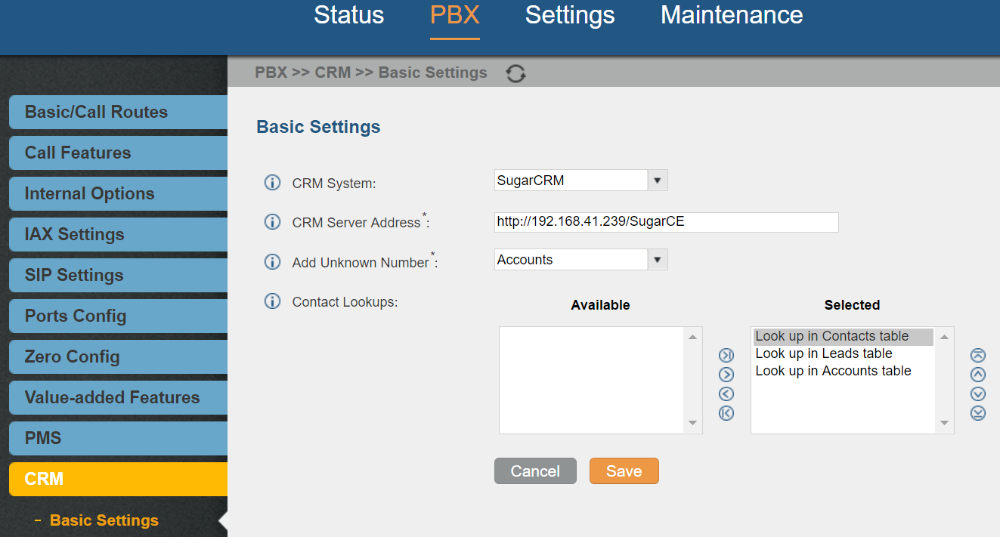 Status PBX Settings Maintenance
PBX >> CRM >> Basic Settings
Basic/Call Routes
Call Features
Internal Options
IAX Settings
SIP Settings
Ports Config
Zero Config
Value-added Features
PMS
CRM
- Basic Settings
Basic Settings
CRM System: SugarCRM
CRM Server Address*: http://192.168.41.239/SugarCE
Add Unknown Number*: Accounts
Contact Lookups:
Available Selected
Look up in Contacts table
Look up in Leads table
Look up in Accounts table
Cancel Save